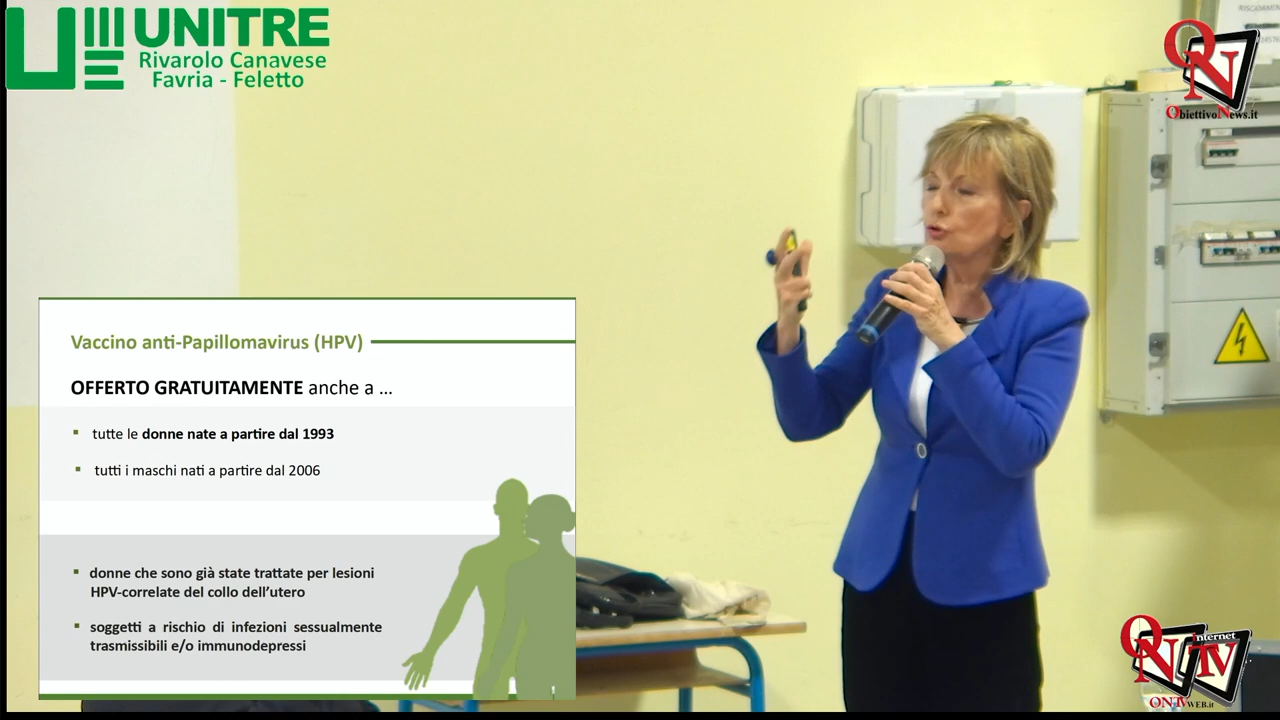 UNITRE
Rivarolo Canavese
Favria - Feletto
ON
ObiettivoNews.it
Vaccino anti-Papillomavirus (HPV)
OFFERTO GRATUITAMENTE anche a ...
tutte le donne nate a partire dal 1993
tutti i maschi nati a partire dal 2006
donne che sono già state trattate per lesioni
HPV-correlate del collo dell'utero
soggetti a rischio di infezioni sessualmente
trasmissibili e/o immunodepressi
internet
ON TV
ONTVWEB.it